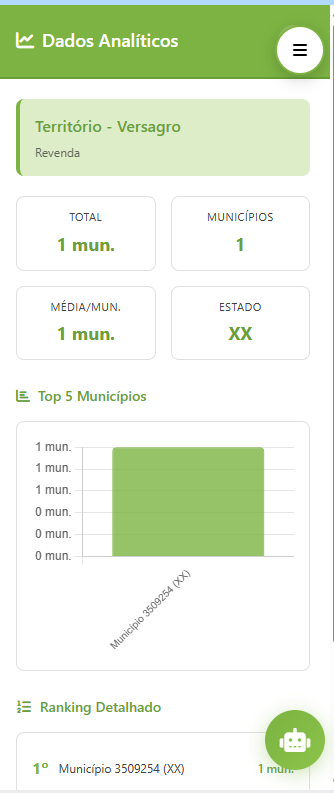 Dados Analíticos
Território - Versagro
Revenda
TOTAL
1 mun.
MUNICÍPIOS
1
MÉDIA/MUN.
1 mun.
ESTADO
XX
Top 5 Municípios
1 mun.
1 mun.
1 mun.
0 mun.
0 mun.
0 mun.
Município 3509254 (XX)
Ranking Detalhado
1º Município 3509254 (XX) 1 mun.